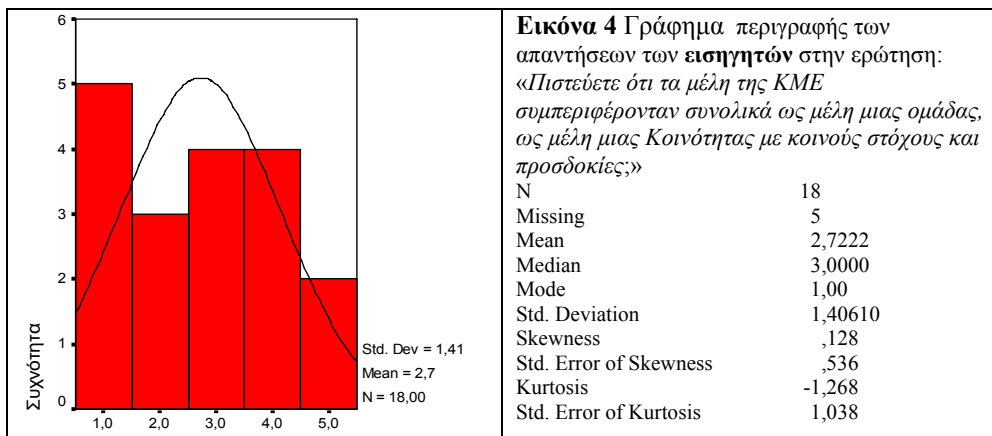 6
5
4
3
2
1
0
Συχνότητα
1,0 2,0 3,0 4,0 5,0
Std. Dev = 1,41
Mean = 2,7
N = 18,00
Εικόνα 4 Γράφημα περιγραφής των
απαντήσεων των εισηγητών στην ερώτηση:
«Πιστεύετε ότι τα μέλη της ΚΜΕ
συμπεριφέρονταν συνολικά ως μέλη μιας ομάδας,
ως μέλη μιας Κοινότητας με κοινούς στόχους και
προσδοκίες;»
N 18
Missing 5
Mean 2,7222
Median 3,0000
Mode 1,00
Std. Deviation 1,40610
Skewness ,128
Std. Error of Skewness ,536
Kurtosis -1,268
Std. Error of Kurtosis 1,038